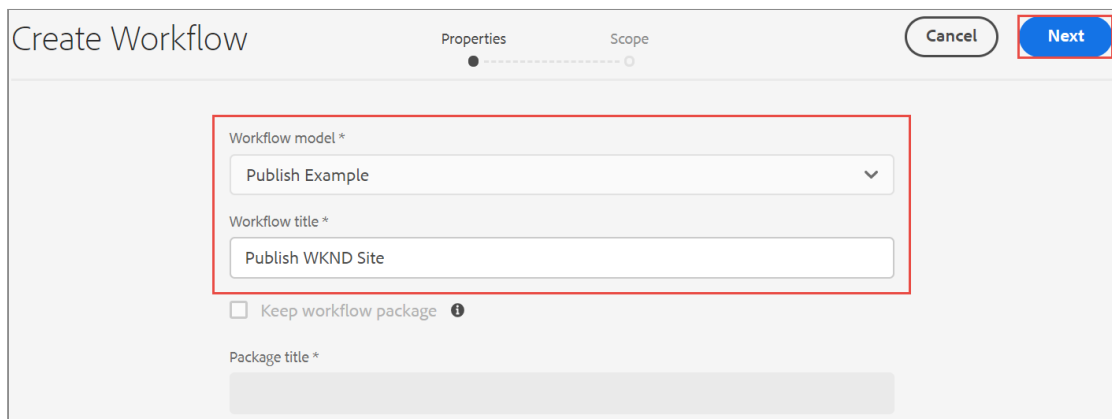 Create Workflow
Properties
Scope
Cancel
Next
Workflow model *
Publish Example
Workflow title *
Publish WKND Site
Keep workflow package
Package title *